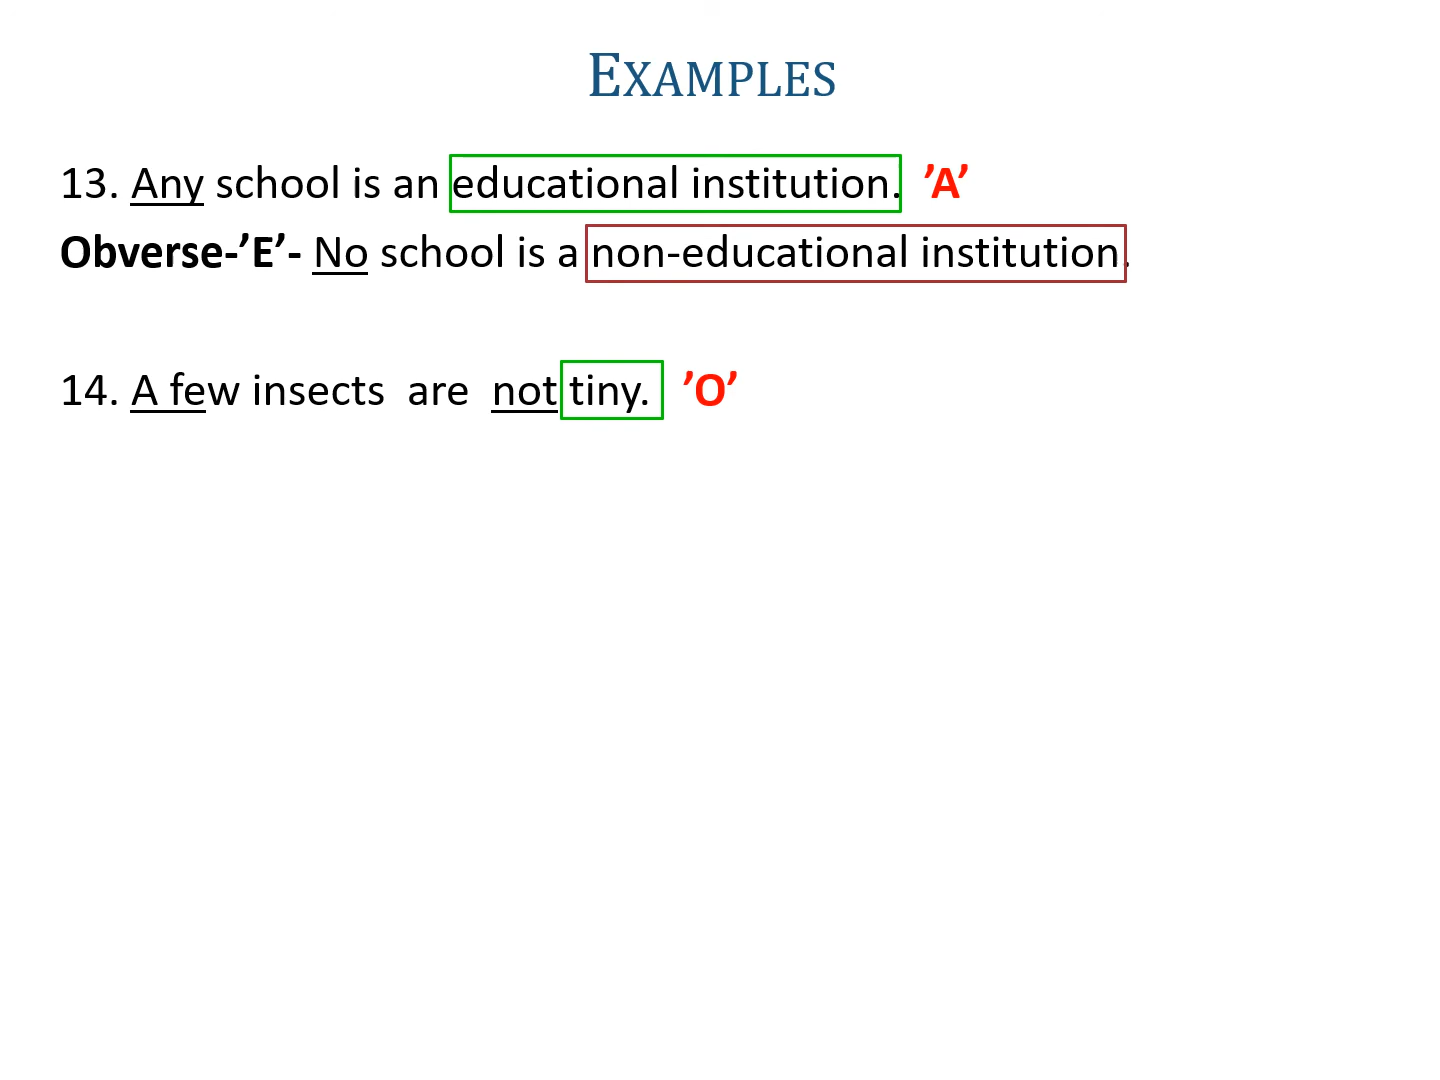 EXAMPLES
13. Any school is an educational institution. ’A’
Obverse-’E’- No school is a non-educational institution.
14. A few insects are not tiny. ’O’